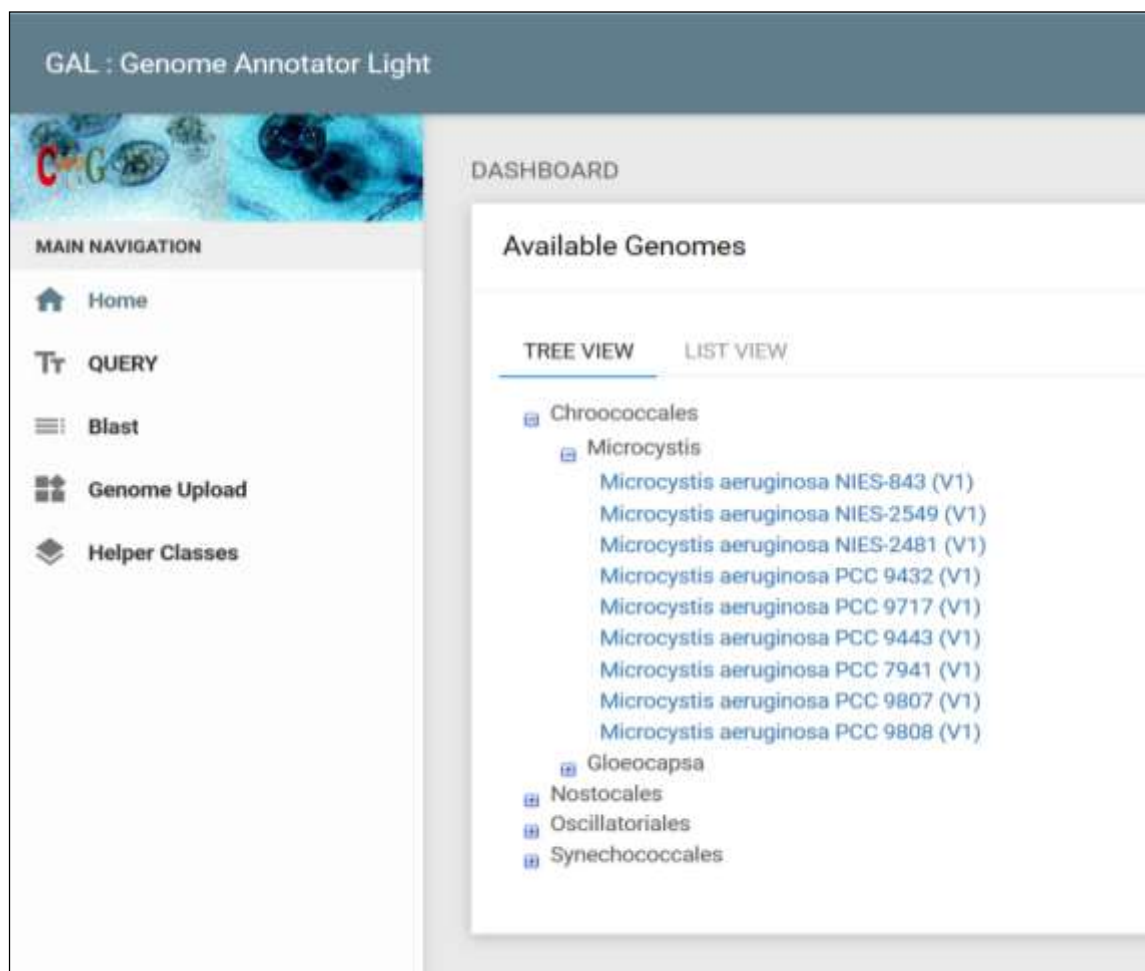 GAL : Genome Annotator Light
MAIN NAVIGATION
Home
QUERY
Blast
Genome Upload
Helper Classes
DASHBOARD
Available Genomes
TREE VIEW LIST VIEW
Chroococcales
Microcystis
Microcystis aeruginosa NIES-843 (V1)
Microcystis aeruginosa NIES-2549 (V1)
Microcystis aeruginosa NIES-2481 (V1)
Microcystis aeruginosa PCC 9432 (V1)
Microcystis aeruginosa PCC 9717 (V1)
Microcystis aeruginosa PCC 9443 (V1)
Microcystis aeruginosa PCC 7941 (V1)
Microcystis aeruginosa PCC 9807 (V1)
Microcystis aeruginosa PCC 9808 (V1)
Gloeocapsa
Nostocales
Oscillatoriales
Synechococcales